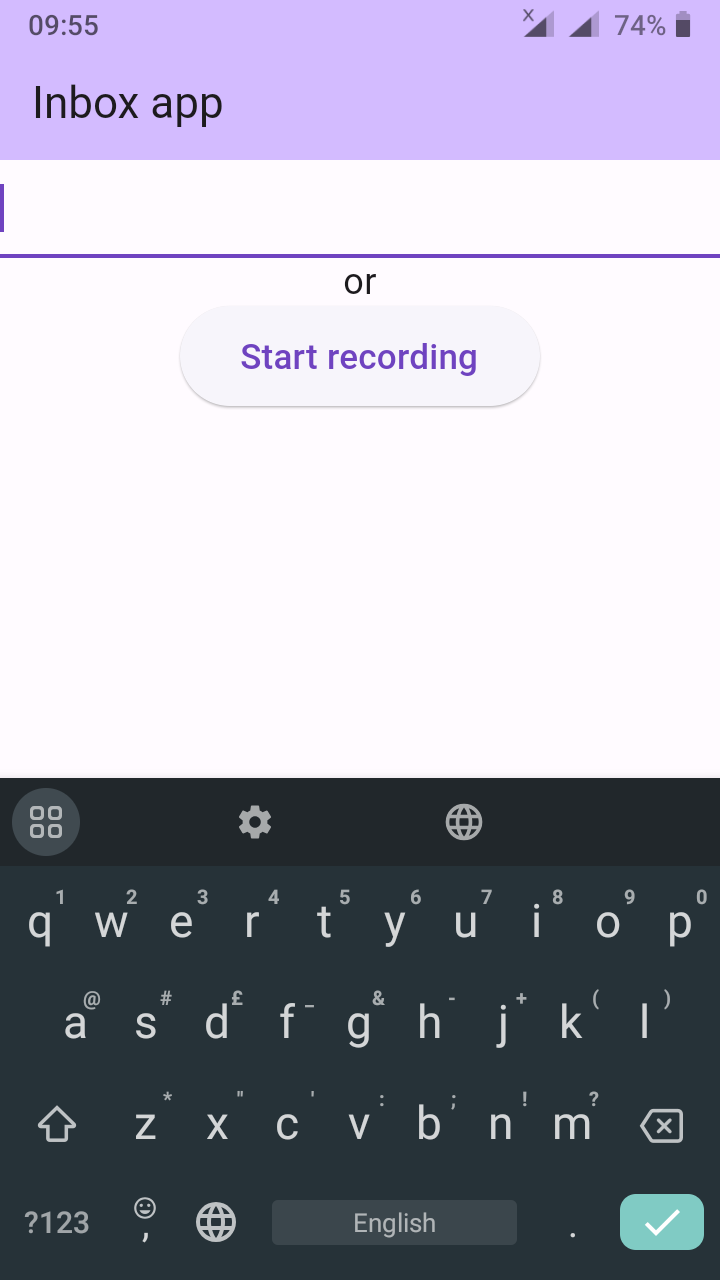 09:55 x 74%
Inbox app
or
Start recording
1 2 3 4 5 6 7 8 9 0
q w e r t y u i o p
@ # £ _ & - + ( )
a s d f g h j k l
* " ' : ; ! ?
z x c v b n m
?123 , English .